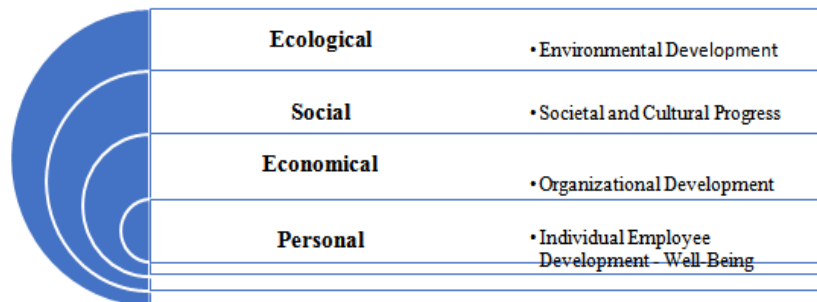 Ecological
• Environmental Development
Social
• Societal and Cultural Progress
Economical
• Organizational Development
Personal
• Individual Employee
Development - Well-Being